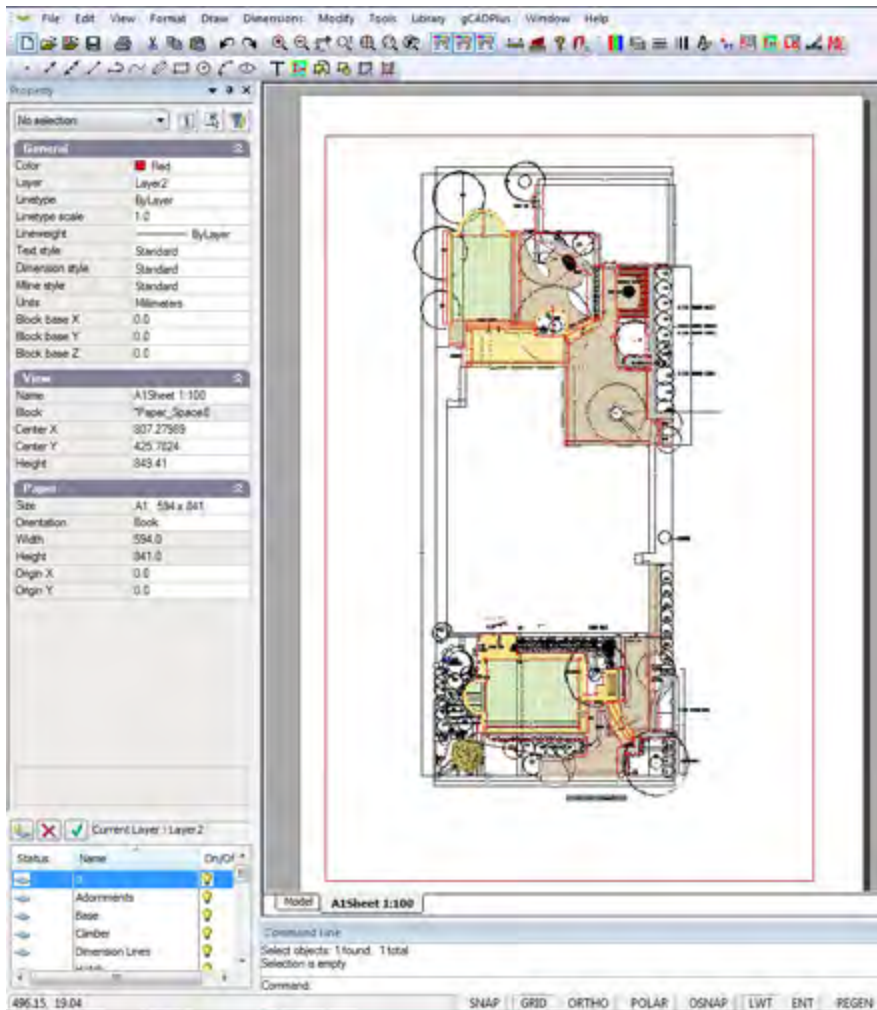 File Edit View Format Draw Dimensions Modify Tools Library gCADPlus Window Help
Property
No selection
General
Color Red
Layer Layer2
Linetype ByLayer
Linetype scale 1.0
Lineweight ByLayer
Text style Standard
Dimension style Standard
Mline style Standard
Units Millimeters
Block base X 0.0
Block base Y 0.0
Block base Z 0.0
View
Name A1Sheet 1:100
Block *Paper_Space0
Center X 807.27989
Center Y 425.7024
Height 849.41
Paper
Size A1 594 x 841
Orientation Book
Width 594.0
Height 841.0
Origin X 0.0
Origin Y 0.0
Current Layer : Layer2
Status Name On/Of
0
Adornments
Base
Climber
Dimension Lines
Hatch
Model A1Sheet 1:100
Command Line
Select objects: 1 found. 1 total
Selection is empty
Command:
496.15, 19.04 SNAP GRID ORTHO POLAR OSNAP LWT ENT REGEN